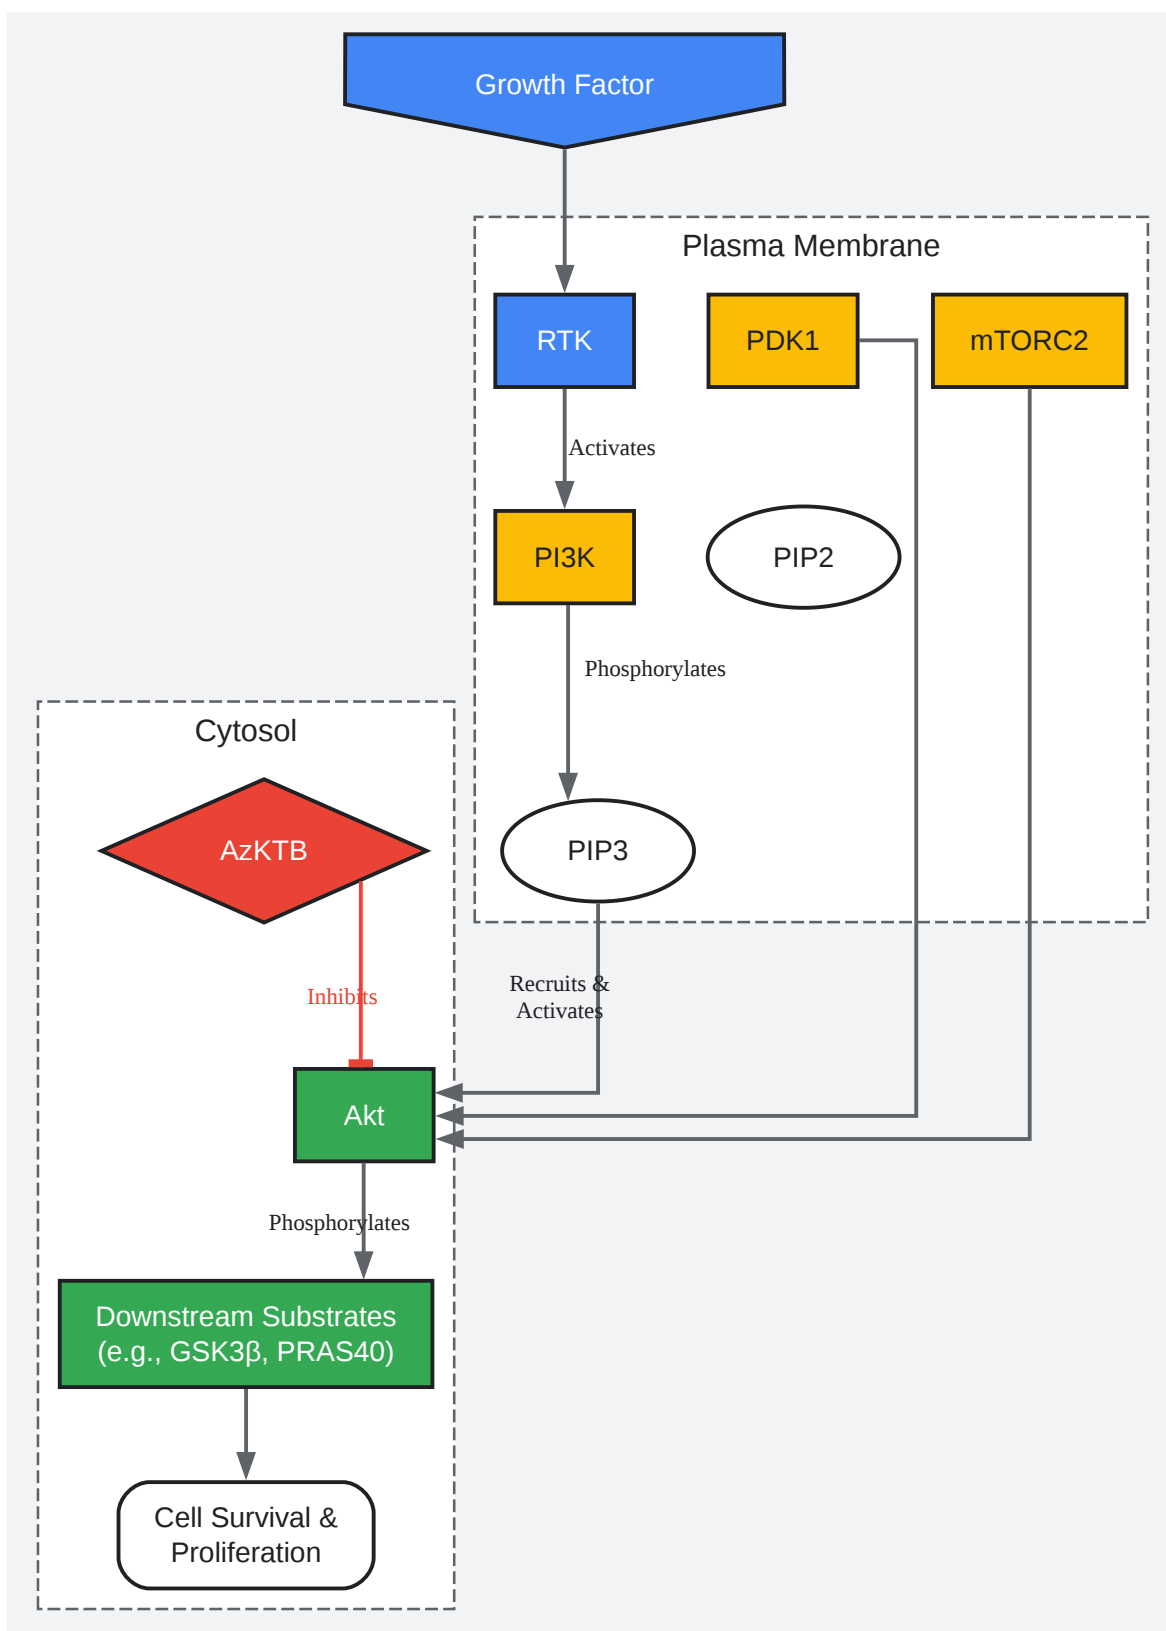 Growth Factor
Plasma Membrane
RTK
PDK1
mTORC2
Activates
PI3K
PIP2
Phosphorylates
Cytosol
AzKTB
PIP3
Inhibits
Recruits &
Activates
Akt
Phosphorylates
Downstream Substrates
(e.g., GSK3β, PRAS40)
Cell Survival &
Proliferation